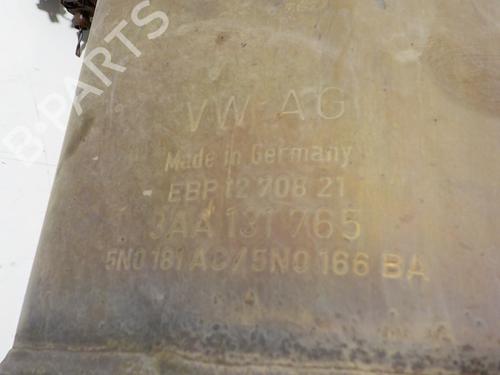 VW AG
Made in Germany
EBP 12 708 21
3AA 131 765
5N0 181 AC/5N0 166 BA
B-PARTS